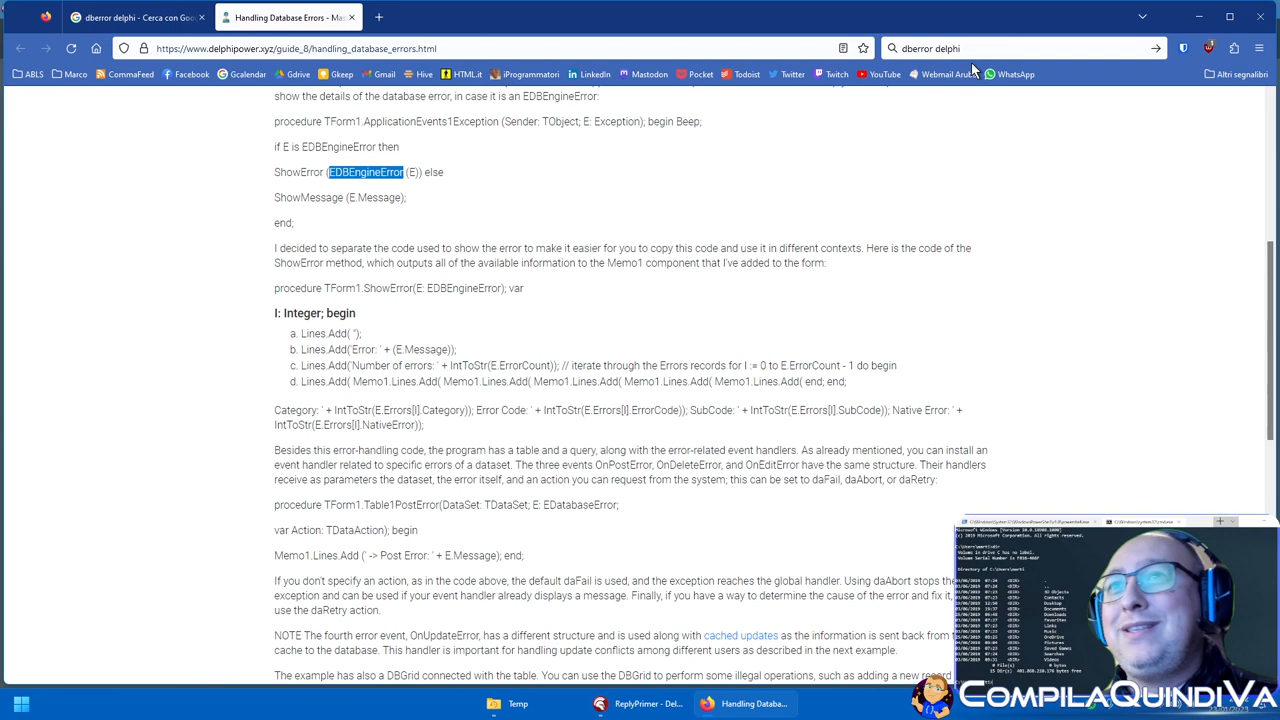 dberror delphi - Cerca con Goo
Handling Database Errors - Mas
https://www.delphipower.xyz/guide_8/handling_database_errors.html
dberror delphi
ABLS
Marco
CommaFeed
Facebook
Gcalendar
Gdrive
Gkeep
Gmail
Hive
HTML.it
iProgrammatori
LinkedIn
Mastodon
Pocket
Todoist
Twitter
Twitch
YouTube
Webmail Aruba
WhatsApp
Altri segnalibri
show the details of the database error, in case it is an EDBEngineError:
procedure TForm1.ApplicationEvents1Exception (Sender: TObject; E: Exception); begin Beep;
if E is EDBEngineError then
ShowError (EDBEngineError (E)) else
ShowMessage (E.Message);
end;
I decided to separate the code used to show the error to make it easier for you to copy this code and use it in different contexts. Here is the code of the
ShowError method, which outputs all of the available information to the Memo1 component that I've added to the form:
procedure TForm1.ShowError(E: EDBEngineError); var
I: Integer; begin
a. Lines.Add( '');
b. Lines.Add('Error: ' + (E.Message));
c. Lines.Add('Number of errors: ' + IntToStr(E.ErrorCount)); // iterate through the Errors records for I := 0 to E.ErrorCount - 1 do begin
d. Lines.Add( Memo1.Lines.Add( Memo1.Lines.Add( Memo1.Lines.Add( Memo1.Lines.Add( Memo1.Lines.Add( end; end;
Category: ' + IntToStr(E.Errors[I].Category)); Error Code: ' + IntToStr(E.Errors[I].ErrorCode)); SubCode: ' + IntToStr(E.Errors[I].SubCode)); Native Error: ' +
IntToStr(E.Errors[I].NativeError));
Besides this error-handling code, the program has a table and a query, along with the error-related event handlers. As already mentioned, you can install an
event handler related to specific errors of a dataset. The three events OnPostError, OnDeleteError, and OnEditError have the same structure. Their handlers
receive as parameters the dataset, the error itself, and an action you can request from the system; this can be set to daFail, daAbort, or daRetry:
procedure TForm1.Table1PostError(DataSet: TDataSet; E: EDatabaseError;
var Action: TDataAction); begin
Memo1.Lines.Add (' -> Post Error: ' + E.Message); end;
If you don't specify an action, as in the code above, the default daFail is used, and the exception reaches the global handler. Using daAbort stops the
exception and can be used if your event handler already displays a message. Finally, if you have a way to determine the cause of the error and fix it,
use the daRetry action.
NOTE The fourth error event, OnUpdateError, has a different structure and is used along with cached updates as the information is sent back from
cache to the database. This handler is important for handling update conflicts among different users as described in the next example.
The example has also a DBGrid connected with the table. You can use the DBGrid to perform some illegal operations, such as adding a new record
Directory of C:\Users\marti
3D Objects
Contacts
Desktop
Documents
Downloads
Favorites
Links
Music
OneDrive
Pictures
Saved Games
Searches
Videos
COMPILAQUINDIVA
Temp
ReplyPrimer - Del...
Handling Databa...